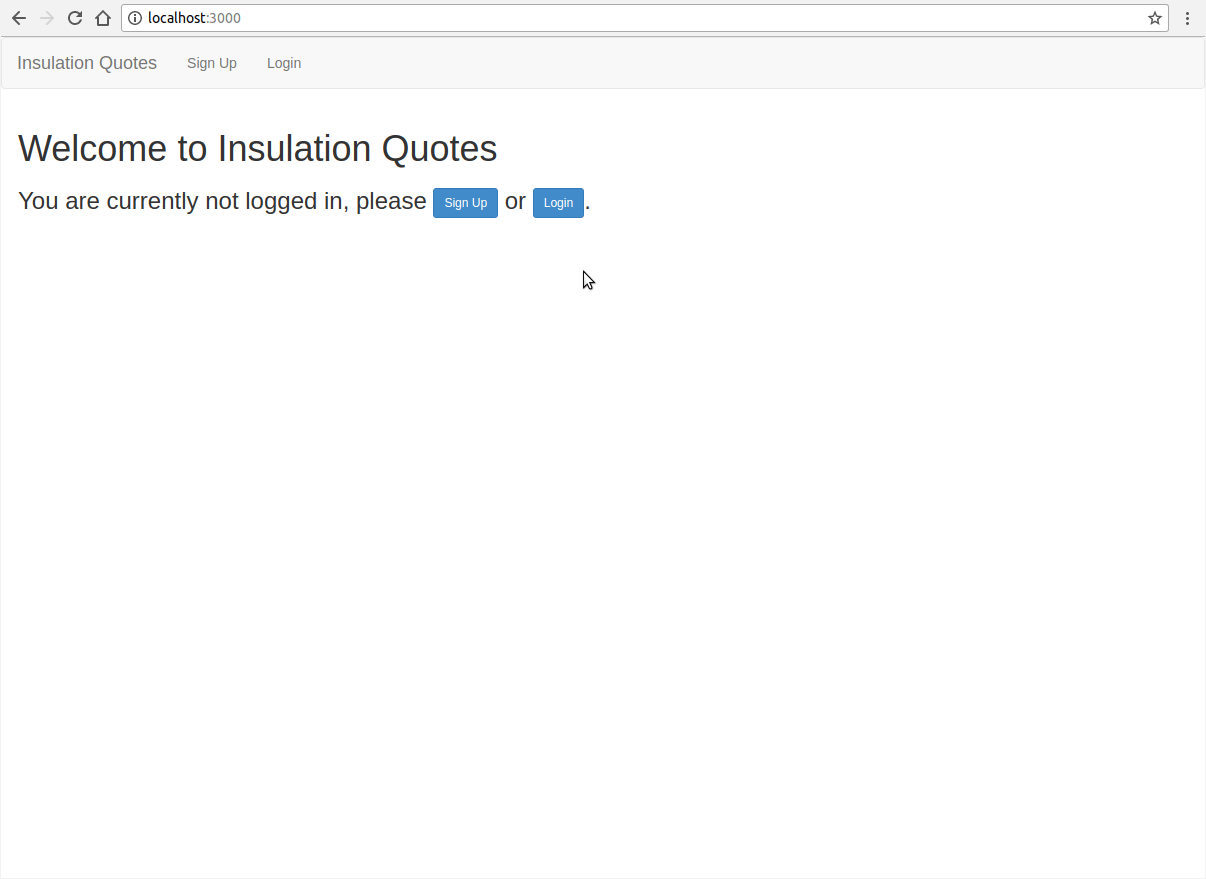 localhost:3000
Insulation Quotes Sign Up Login
Welcome to Insulation Quotes
You are currently not logged in, please Sign Up or Login.